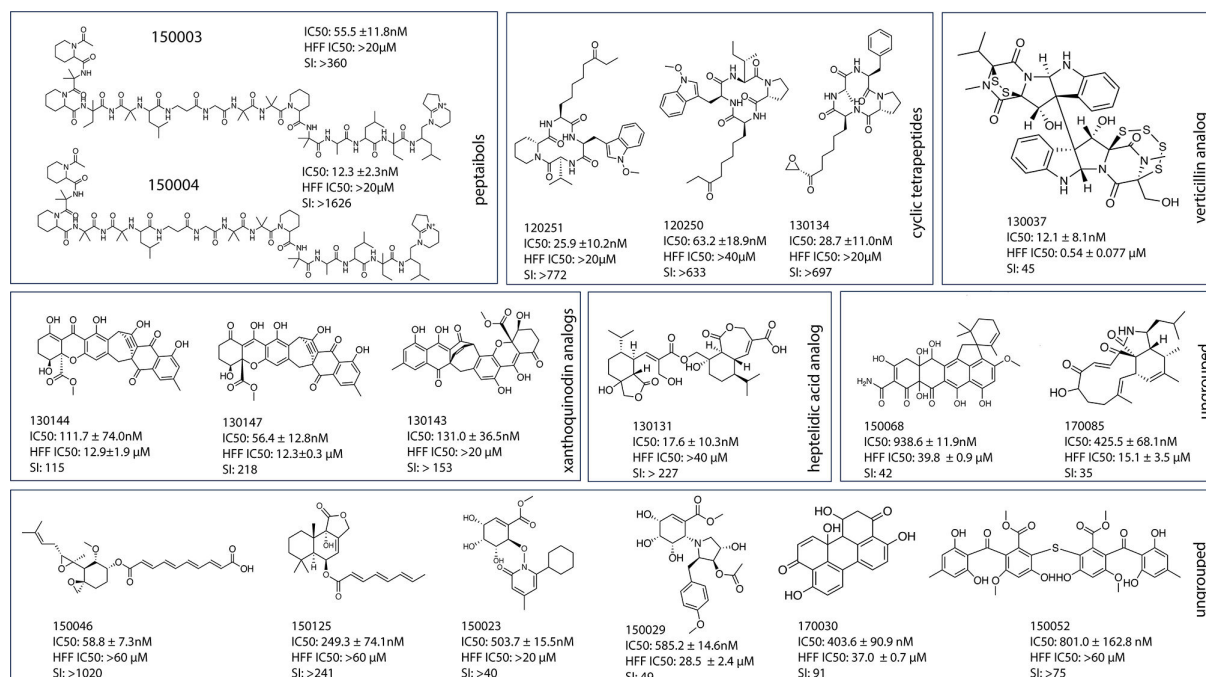 150003
IC50: 55.5 ±11.8nM
HFF IC50: >20μM
SI: >360
150004
IC50: 12.3 ±2.3nM
HFF IC50: >20μM
SI: >1626
peptaibols
120251
IC50: 25.9 ±10.2nM
HFF IC50: >20μM
SI: >772
120250
IC50: 63.2 ±18.9nM
HFF IC50: >40μM
SI: >633
130134
IC50: 28.7 ±11.0nM
HFF IC50: >20μM
SI: >697
cyclic tetrapeptides
130037
IC50: 12.1 ± 8.1nM
HFF IC50: 0.54 ± 0.077 μM
SI: 45
verticillin analog
130144
IC50: 111.7 ± 74.0nM
HFF IC50: 12.9±1.9 μM
SI: 115
130147
IC50: 56.4 ± 12.8nM
HFF IC50: 12.3±0.3 μM
SI: 218
130143
IC50: 131.0 ± 36.5nM
HFF IC50: >20 μM
SI: > 153
xanthoquinodin analogs
130131
IC50: 17.6 ± 10.3nM
HFF IC50: >40 μM
SI: > 227
heptelidic acid analog
150068
IC50: 938.6 ± 11.9nM
HFF IC50: 39.8 ± 0.9 μM
SI: 42
170085
IC50: 425.5 ± 68.1nM
HFF IC50: 15.1 ± 3.5 μM
SI: 35
ungrouped
150046
IC50: 58.8 ± 7.3nM
HFF IC50: >60 μM
SI: >1020
150125
IC50: 249.3 ± 74.1nM
HFF IC50: >60 μM
SI: >241
150023
IC50: 503.7 ± 15.5nM
HFF IC50: >20 μM
SI: >40
150029
IC50: 585.2 ± 14.6nM
HFF IC50: 28.5 ± 2.4 μM
SI: 49
170030
IC50: 403.6 ± 90.9 nM
HFF IC50: 37.0 ± 0.7 μM
SI: 91
150052
IC50: 801.0 ± 162.8 nM
HFF IC50: >60 μM
SI: >75
ungrouped